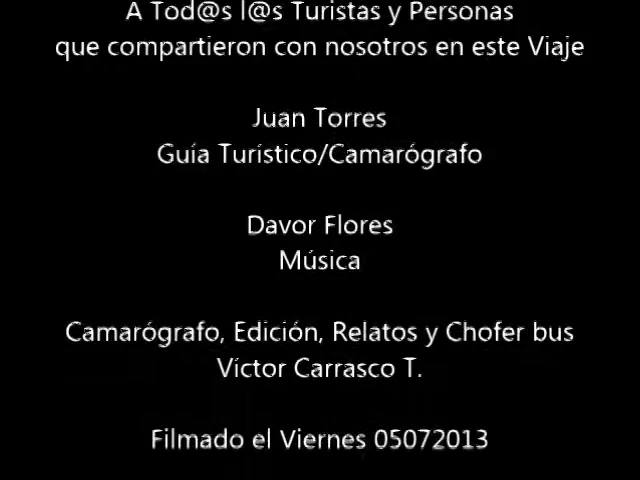 A Tod@s l@s Turistas y Personas
que compartieron con nosotros en este Viaje
Juan Torres
Guía Turístico/Camarógrafo
Davor Flores
Música
Camarógrafo, Edición, Relatos y Chofer bus
Víctor Carrasco T.
Filmado el Viernes 05072013